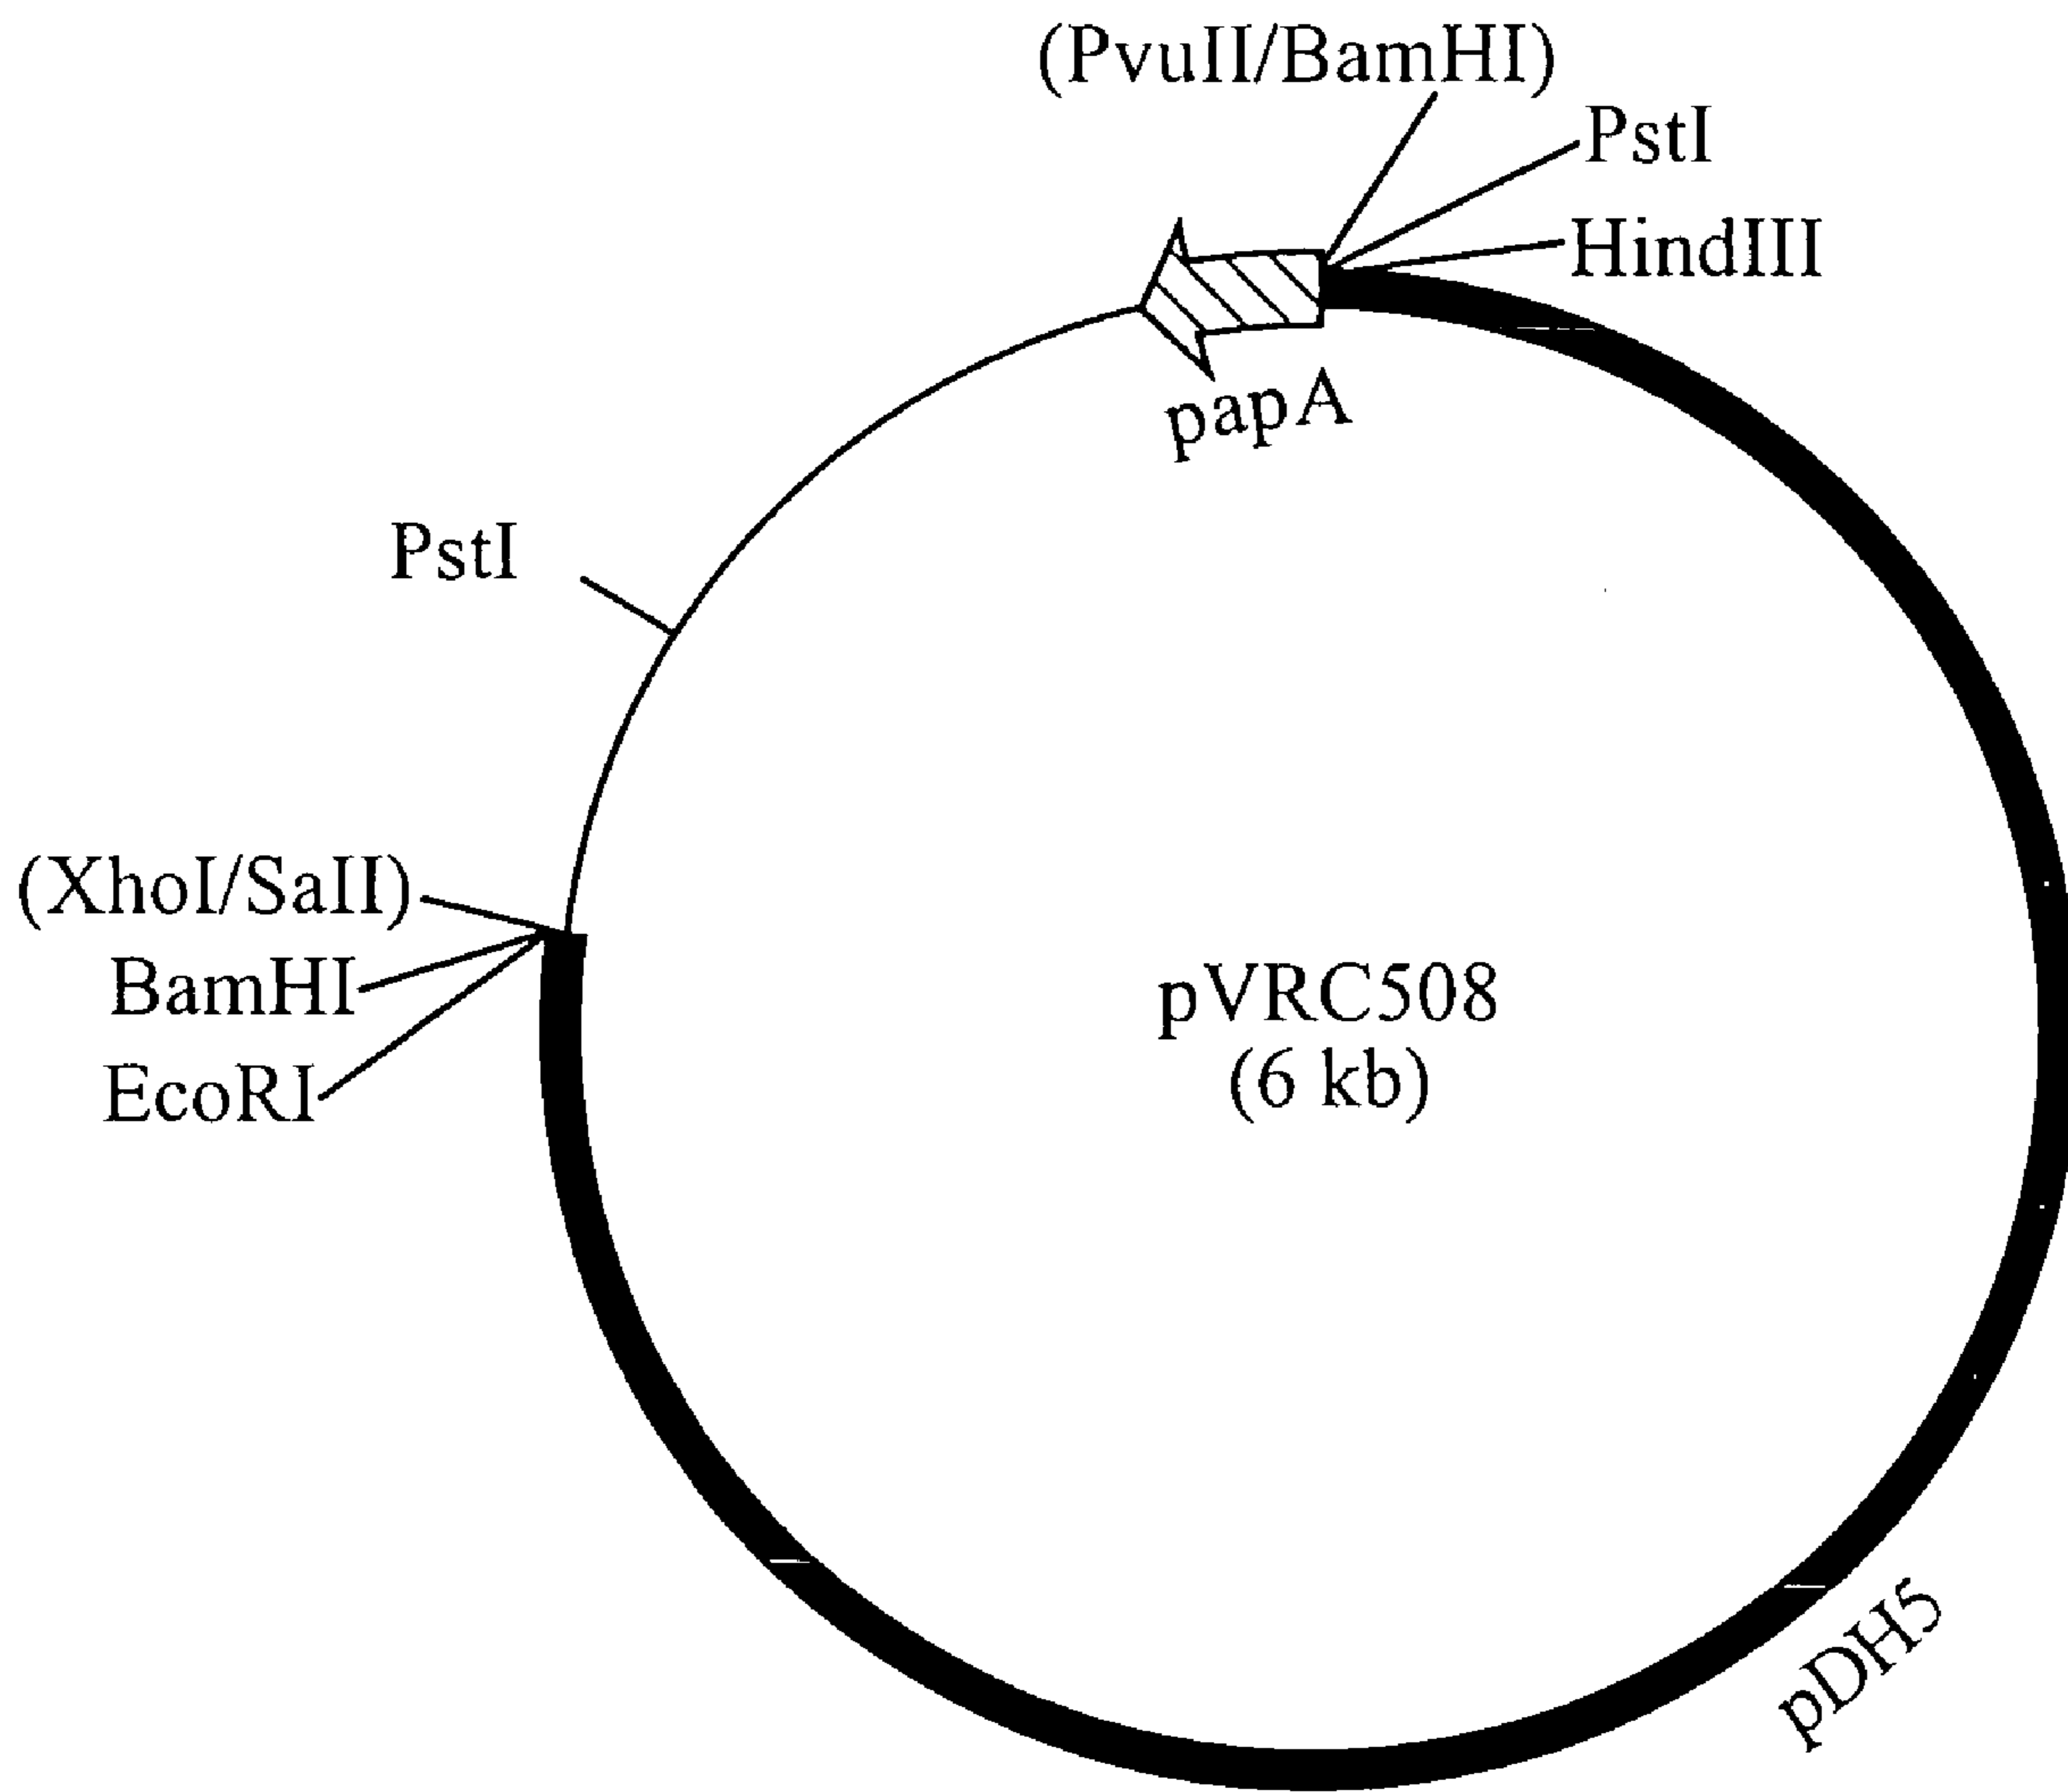 (PvuII/BamHI)
PstI
HindIII
papA
PstI
(XhoI/SalI)
BamHI
EcoRI
pVRC508
(6 kb)
pDH5